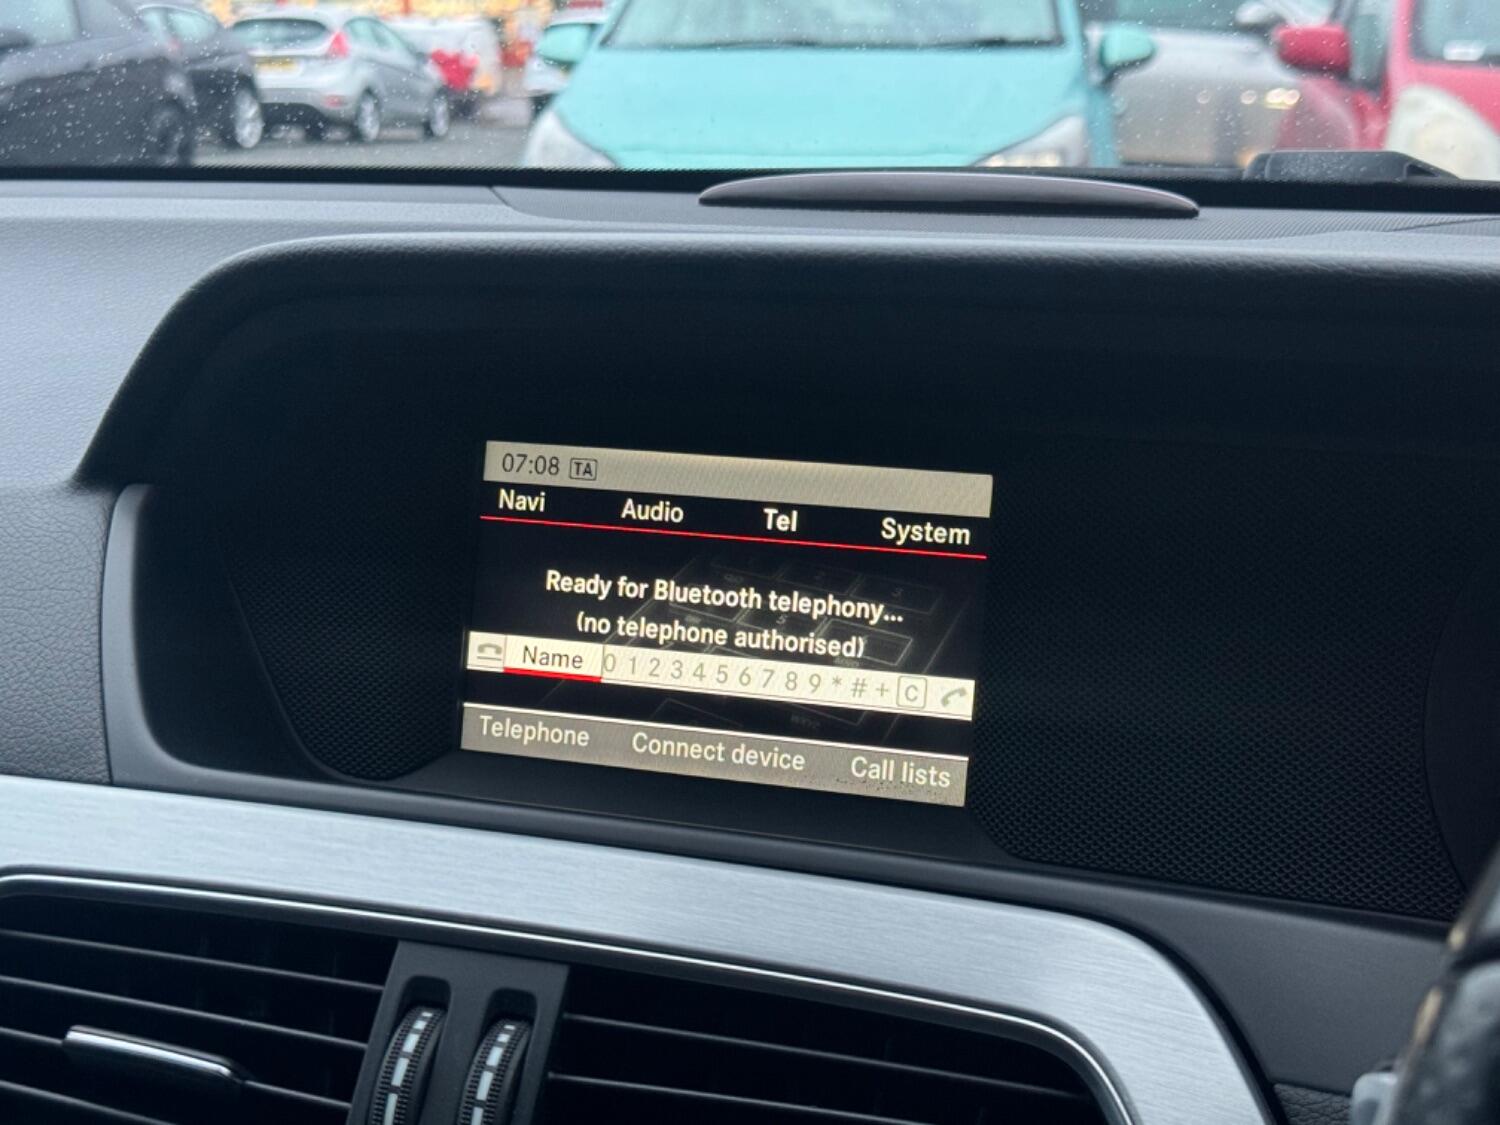 07:08 TA
Navi Audio Tel System
Ready for Bluetooth telephony...
(no telephone authorised)
Name 0 1 2 3 4 5 6 7 8 9 * # + C
Telephone Connect device Call lists